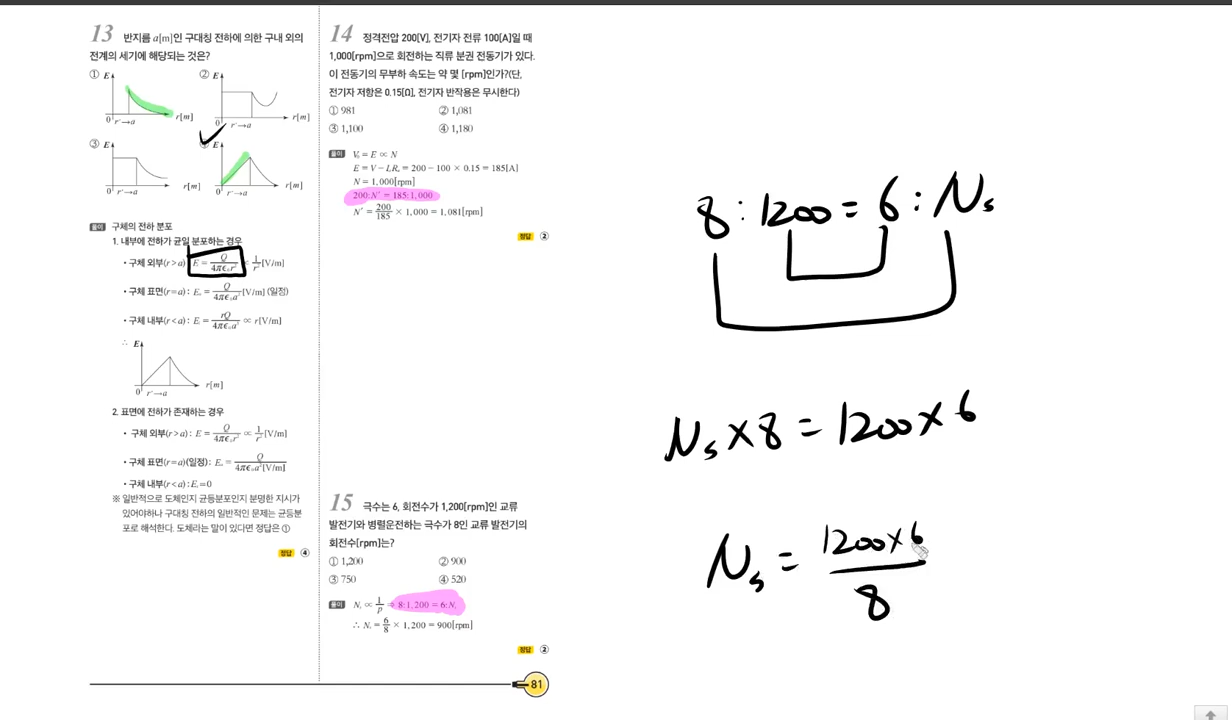 13 반지름 a[m]인 구대칭 전하에 의한 구내 외의
전계의 세기에 해당되는 것은?
① E
0 r→a r[m]
② E
0 r→a r[m]
③ E
0 r→a r[m]
E
0 r→a r[m]
풀이 구체의 전하 분포
1. 내부에 전하가 균일 분포하는 경우
• 구체 외부(r>a) E = Q/4πϵ₀r² ∝ 1/r² [V/m]
• 구체 표면(r=a): E = Q/4πϵ₀a² [V/m] (일정)
• 구체 내부(r<a): E = rQ/4πϵ₀a³ ∝ r[V/m]
∴ E
0 r→a r[m]
2. 표면에 전하가 존재하는 경우
• 구체 외부(r>a): E = Q/4πϵ₀r² ∝ 1/r² [V/m]
• 구체 표면(r=a)(일정): E = Q/4πϵ₀a² [V/m]
• 구체 내부(r<a): Eᵢ=0
※ 일반적으로 도체인지 균등분포인지 분명한 지시가
있어야하나 구대칭 전하의 일반적인 문제는 균등분
포로 해석한다. 도체라는 말이 있다면 정답은 ①
정답 ④
14 정격전압 200[V], 전기자 전류 100[A]일 때
1,000[rpm]으로 회전하는 직류 분권 전동기가 있다.
이 전동기의 무부하 속도는 약 몇 [rpm]인가?(단,
전기자 저항은 0.15[Ω], 전기자 반작용은 무시한다)
① 981 ② 1,081
③ 1,100 ④ 1,180
풀이 V₀ = E ∝ N
E = V − IₐRₐ = 200 − 100 × 0.15 = 185[A]
N = 1,000[rpm]
200:N′ = 185:1,000
N′ = 200/185 × 1,000 = 1,081[rpm]
정답 ②
15 극수는 6, 회전수가 1,200[rpm]인 교류
발전기와 병렬운전하는 극수가 8인 교류 발전기의
회전수[rpm]는?
① 1,200 ② 900
③ 750 ④ 520
풀이 Nₛ ∝ 1/p ⇒ 8:1,200 = 6:Nₛ
∴ Nₛ = 6/8 × 1,200 = 900[rpm]
정답 ②
81
8 : 1200 = 6 : Nₛ
Nₛ × 8 = 1200 × 6
Nₛ = 1200×6/8